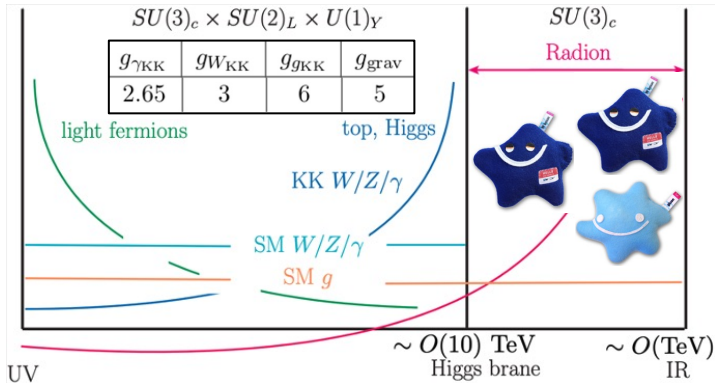 SU(3)_c × SU(2)_L × U(1)_Y
SU(3)_c
g_γKK g_WKK g_gKK g_grav
2.65 3 6 5
Radion
light fermions
top, Higgs
KK W/Z/γ
SM W/Z/γ
SM g
∼ O(10) TeV
∼ O(TeV)
UV
Higgs brane
IR